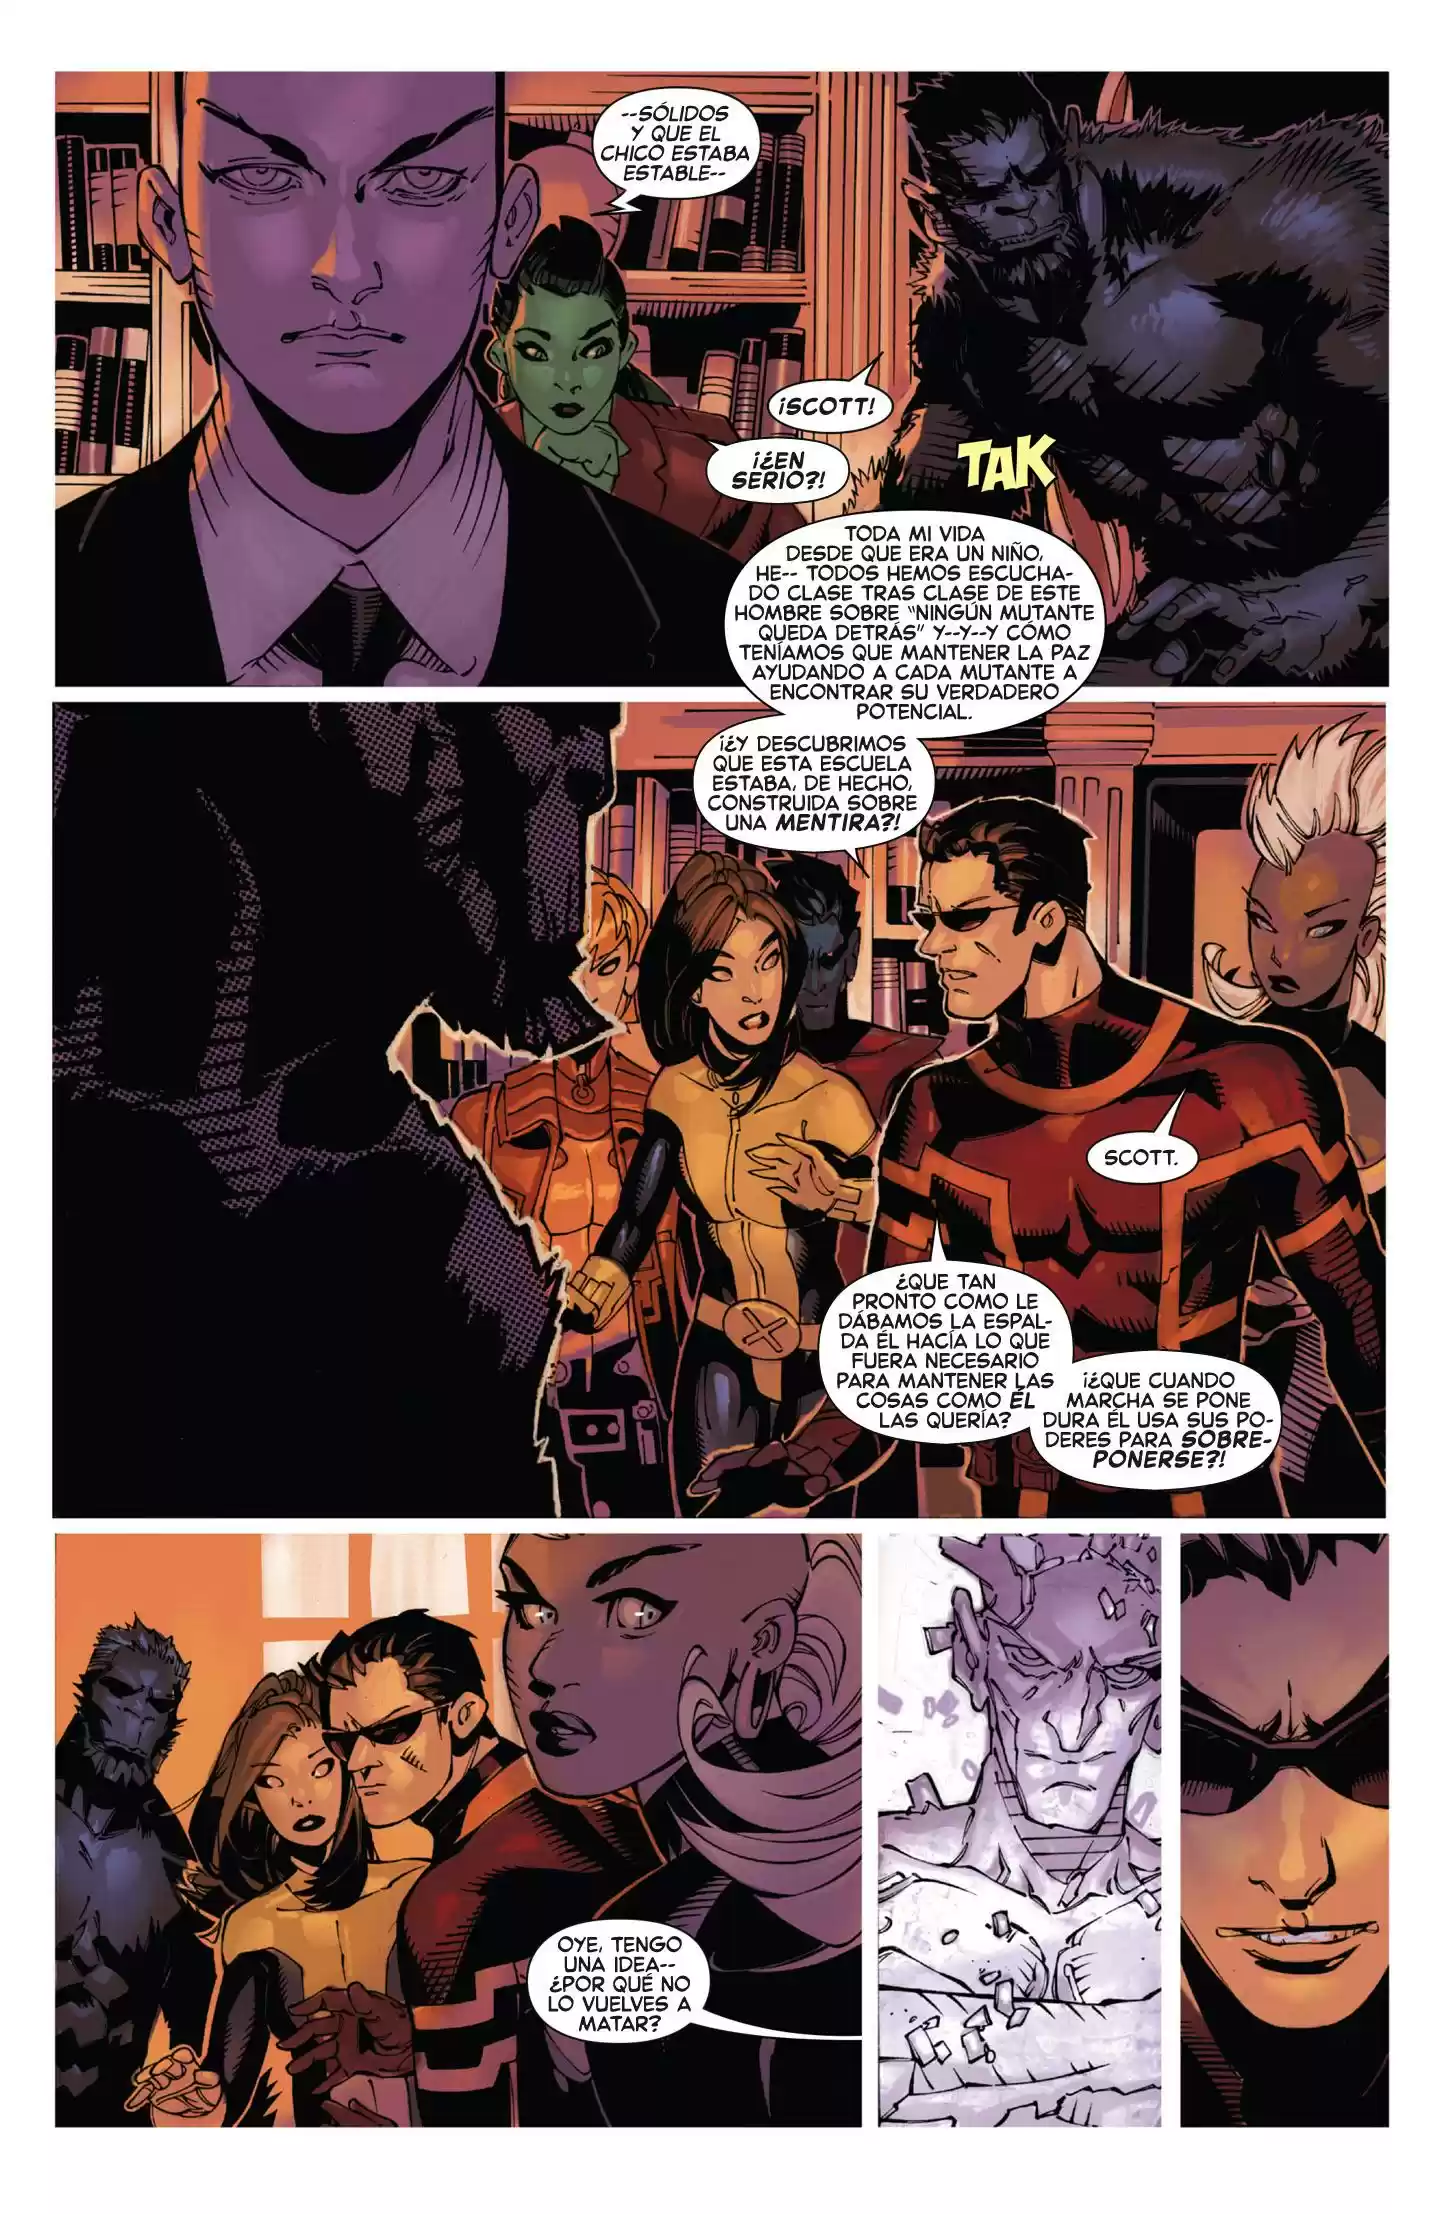 --SÓLIDOS
Y QUE EL
CHICO ESTABA
ESTABLE--
¡SCOTT!
¡¿EN
SERIO?!
TAK
TODA MI VIDA
DESDE QUE ERA UN NIÑO,
HE-- TODOS HEMOS ESCUCHA-
DO CLASE TRAS CLASE DE ESTE
HOMBRE SOBRE "NINGÚN MUTANTE
QUEDA DETRÁS" Y--Y--Y CÓMO
TENÍAMOS QUE MANTENER LA PAZ
AYUDANDO A CADA MUTANTE A
ENCONTRAR SU VERDADERO
POTENCIAL.
¡¿Y DESCUBRIMOS
QUE ESTA ESCUELA
ESTABA, DE HECHO,
CONSTRUIDA SOBRE
UNA MENTIRA?!
SCOTT.
¿QUE TAN
PRONTO COMO LE
DÁBAMOS LA ESPAL-
DA ÉL HACÍA LO QUE
FUERA NECESARIO
PARA MANTENER LAS
COSAS COMO ÉL
LAS QUERÍA?
¡¿QUE CUANDO
MARCHA SE PONE
DURA ÉL USA SUS PO-
DERES PARA SOBRE-
PONERSE?!
OYE, TENGO
UNA IDEA--
¿POR QUÉ NO
LO VUELVES A
MATAR?